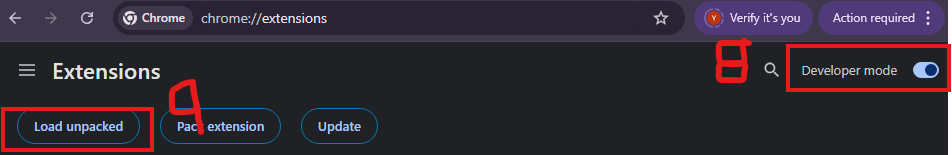 Chrome chrome://extensions Y Verify it's you Action required
Extensions 8 Developer mode
9
Load unpacked Pack extension Update